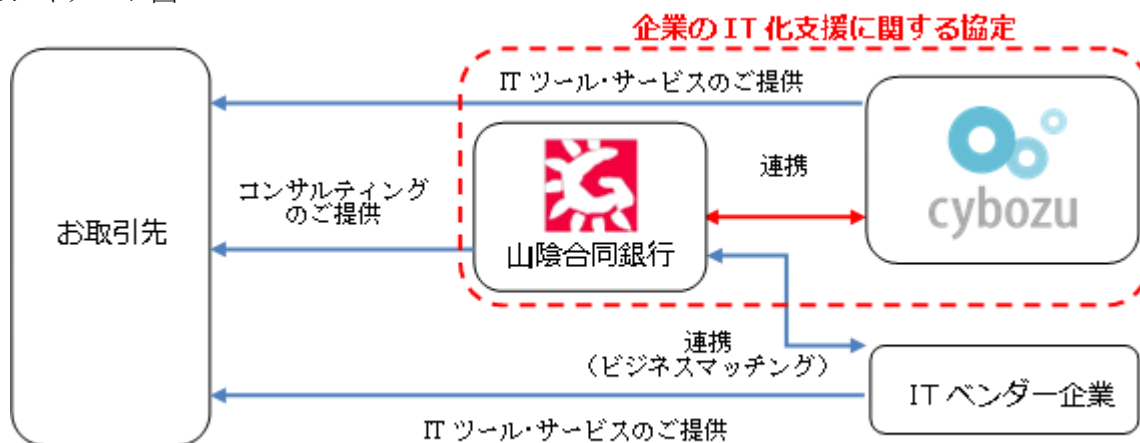 企業のIT化支援に関する協定
ITツール・サービスのご提供
連携
cybozu
コンサルティング
のご提供
お取引先
山陰合同銀行
連携
（ビジネスマッチング）
ITベンダー企業
ITツール・サービスのご提供